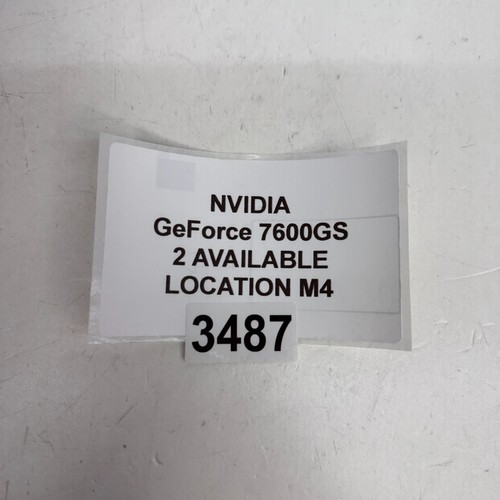 NVIDIA
GeForce 7600GS
2 AVAILABLE
LOCATION M4
3487